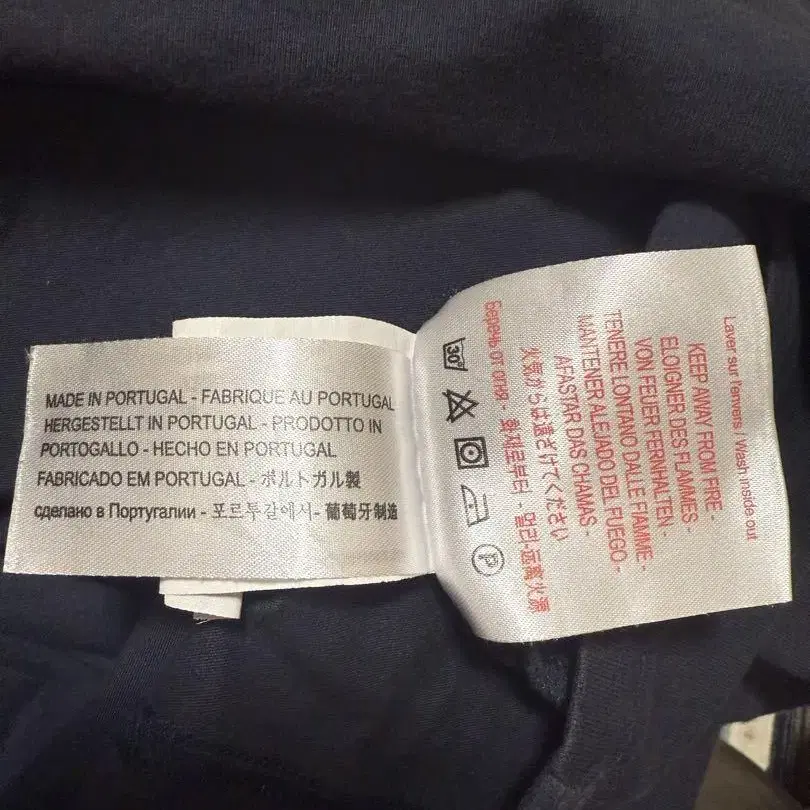 MADE IN PORTUGAL - FABRIQUE AU PORTUGAL
HERGESTELLT IN PORTUGAL - PRODOTTO IN
PORTOGALLO - HECHO EN PORTUGAL
FABRICADO EM PORTUGAL - ポルトガル製
сделано в Португалии - 포르투갈에서- 葡萄牙制造
Laver sur l'envers / Wash inside out
KEEP AWAY FROM FIRE -
ELOIGNER DES FLAMMES -
VON FEUER FERNHALTEN -
TENERE LONTANO DALLE FIAMME -
MANTENER ALEJADO DEL FUEGO -
AFASTAR DAS CHAMAS -
火気からは遠ざけてください
Беречь от огня - 화재로부터 - 멀리-远离火源
30°
P